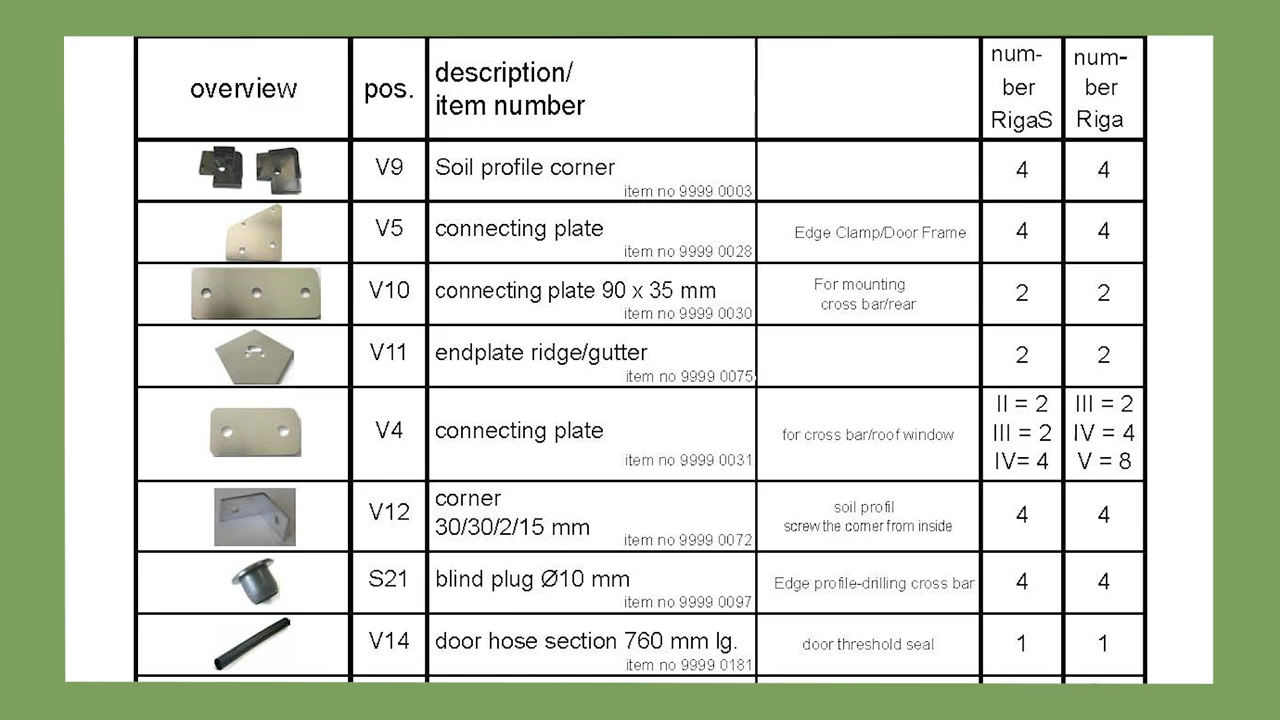 overview
pos.
description/
item number
num-
ber
RigaS
num-
ber
Riga
V9
Soil profile corner
item no 9999 0003
4
4
V5
connecting plate
item no 9999 0028
Edge Clamp/Door Frame
4
4
V10
connecting plate 90 x 35 mm
item no 9999 0030
For mounting
cross bar/rear
2
2
V11
endplate ridge/gutter
item no 9999 0075
2
2
V4
connecting plate
item no 9999 0031
for cross bar/roof window
II = 2
III = 2
IV= 4
III = 2
IV = 4
V = 8
V12
corner
30/30/2/15 mm
item no 9999 0072
soil profil
screw the corner from inside
4
4
S21
blind plug Ø10 mm
item no 9999 0097
Edge profile-drilling cross bar
4
4
V14
door hose section 760 mm lg.
item no 9999 0181
door threshold seal
1
1